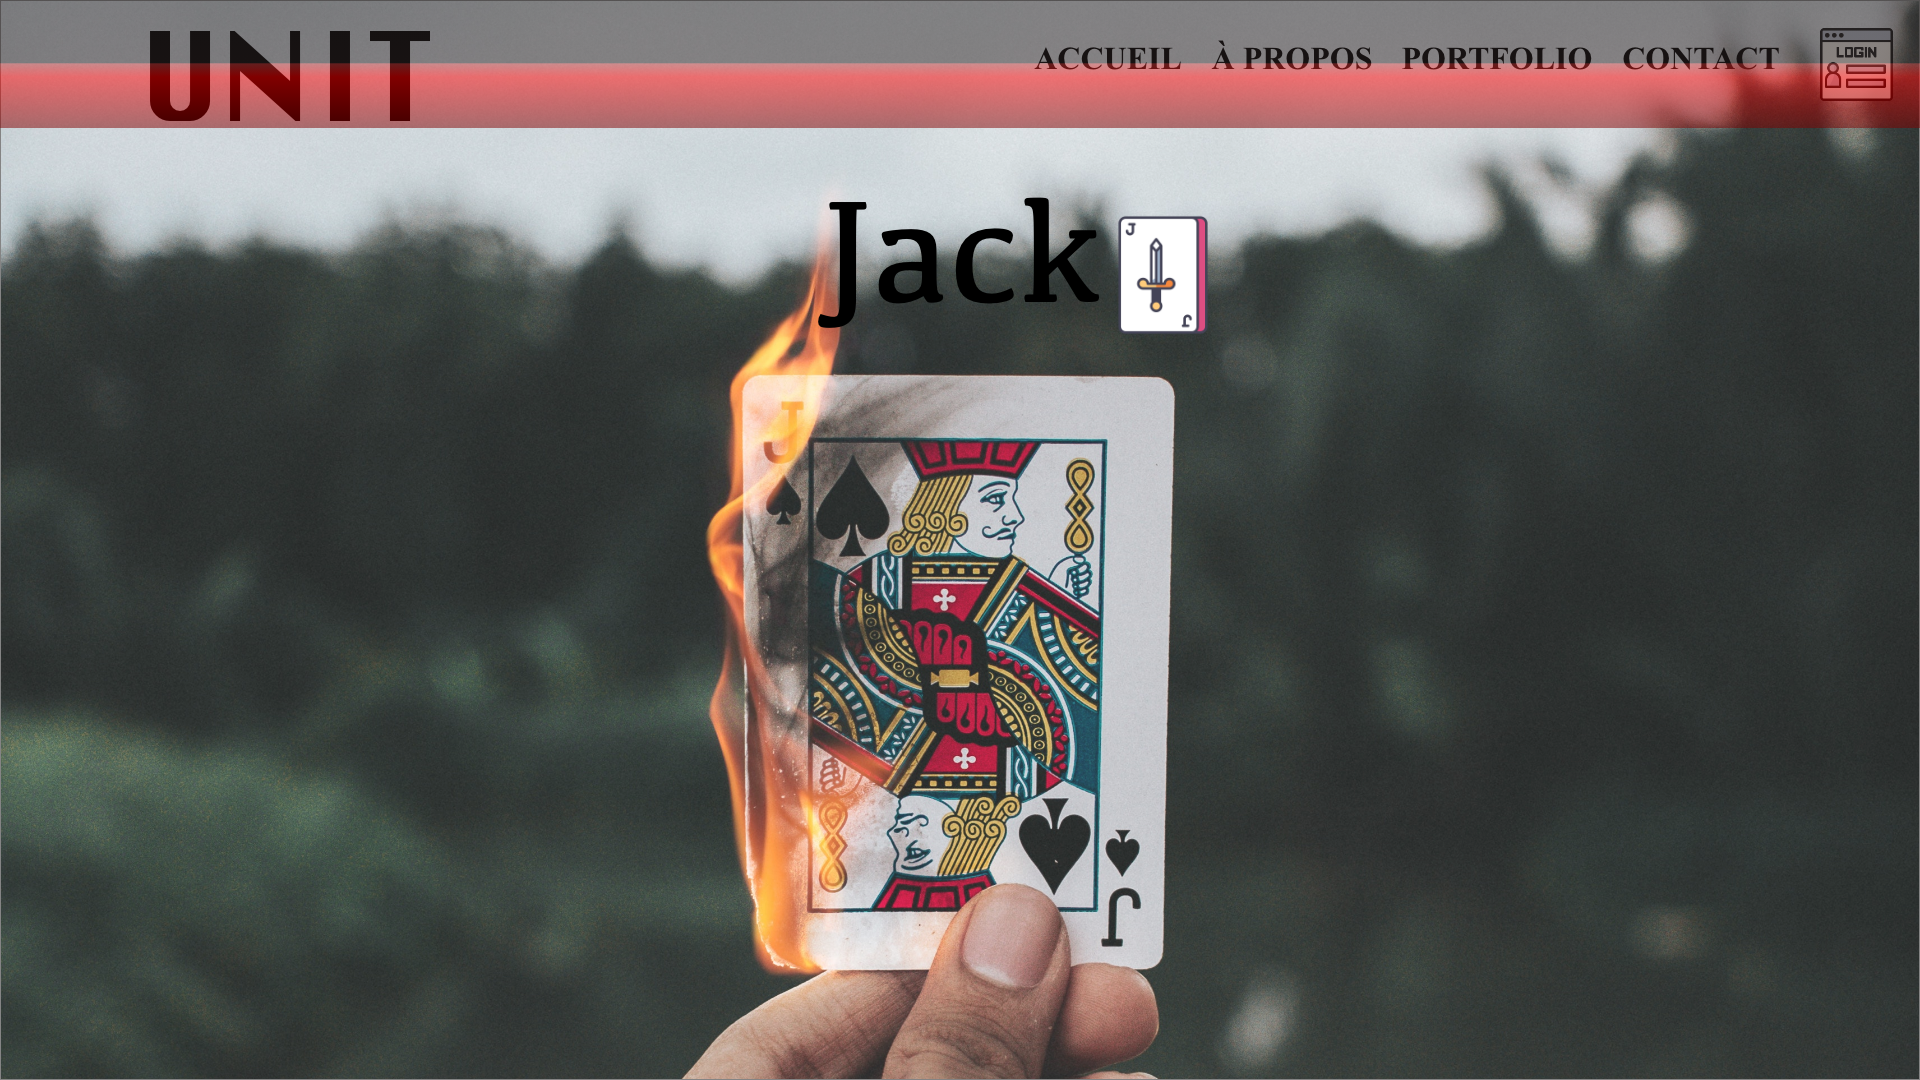 UNIT
ACCUEIL À PROPOS PORTFOLIO CONTACT
LOGIN
Jack
J
J
J
J